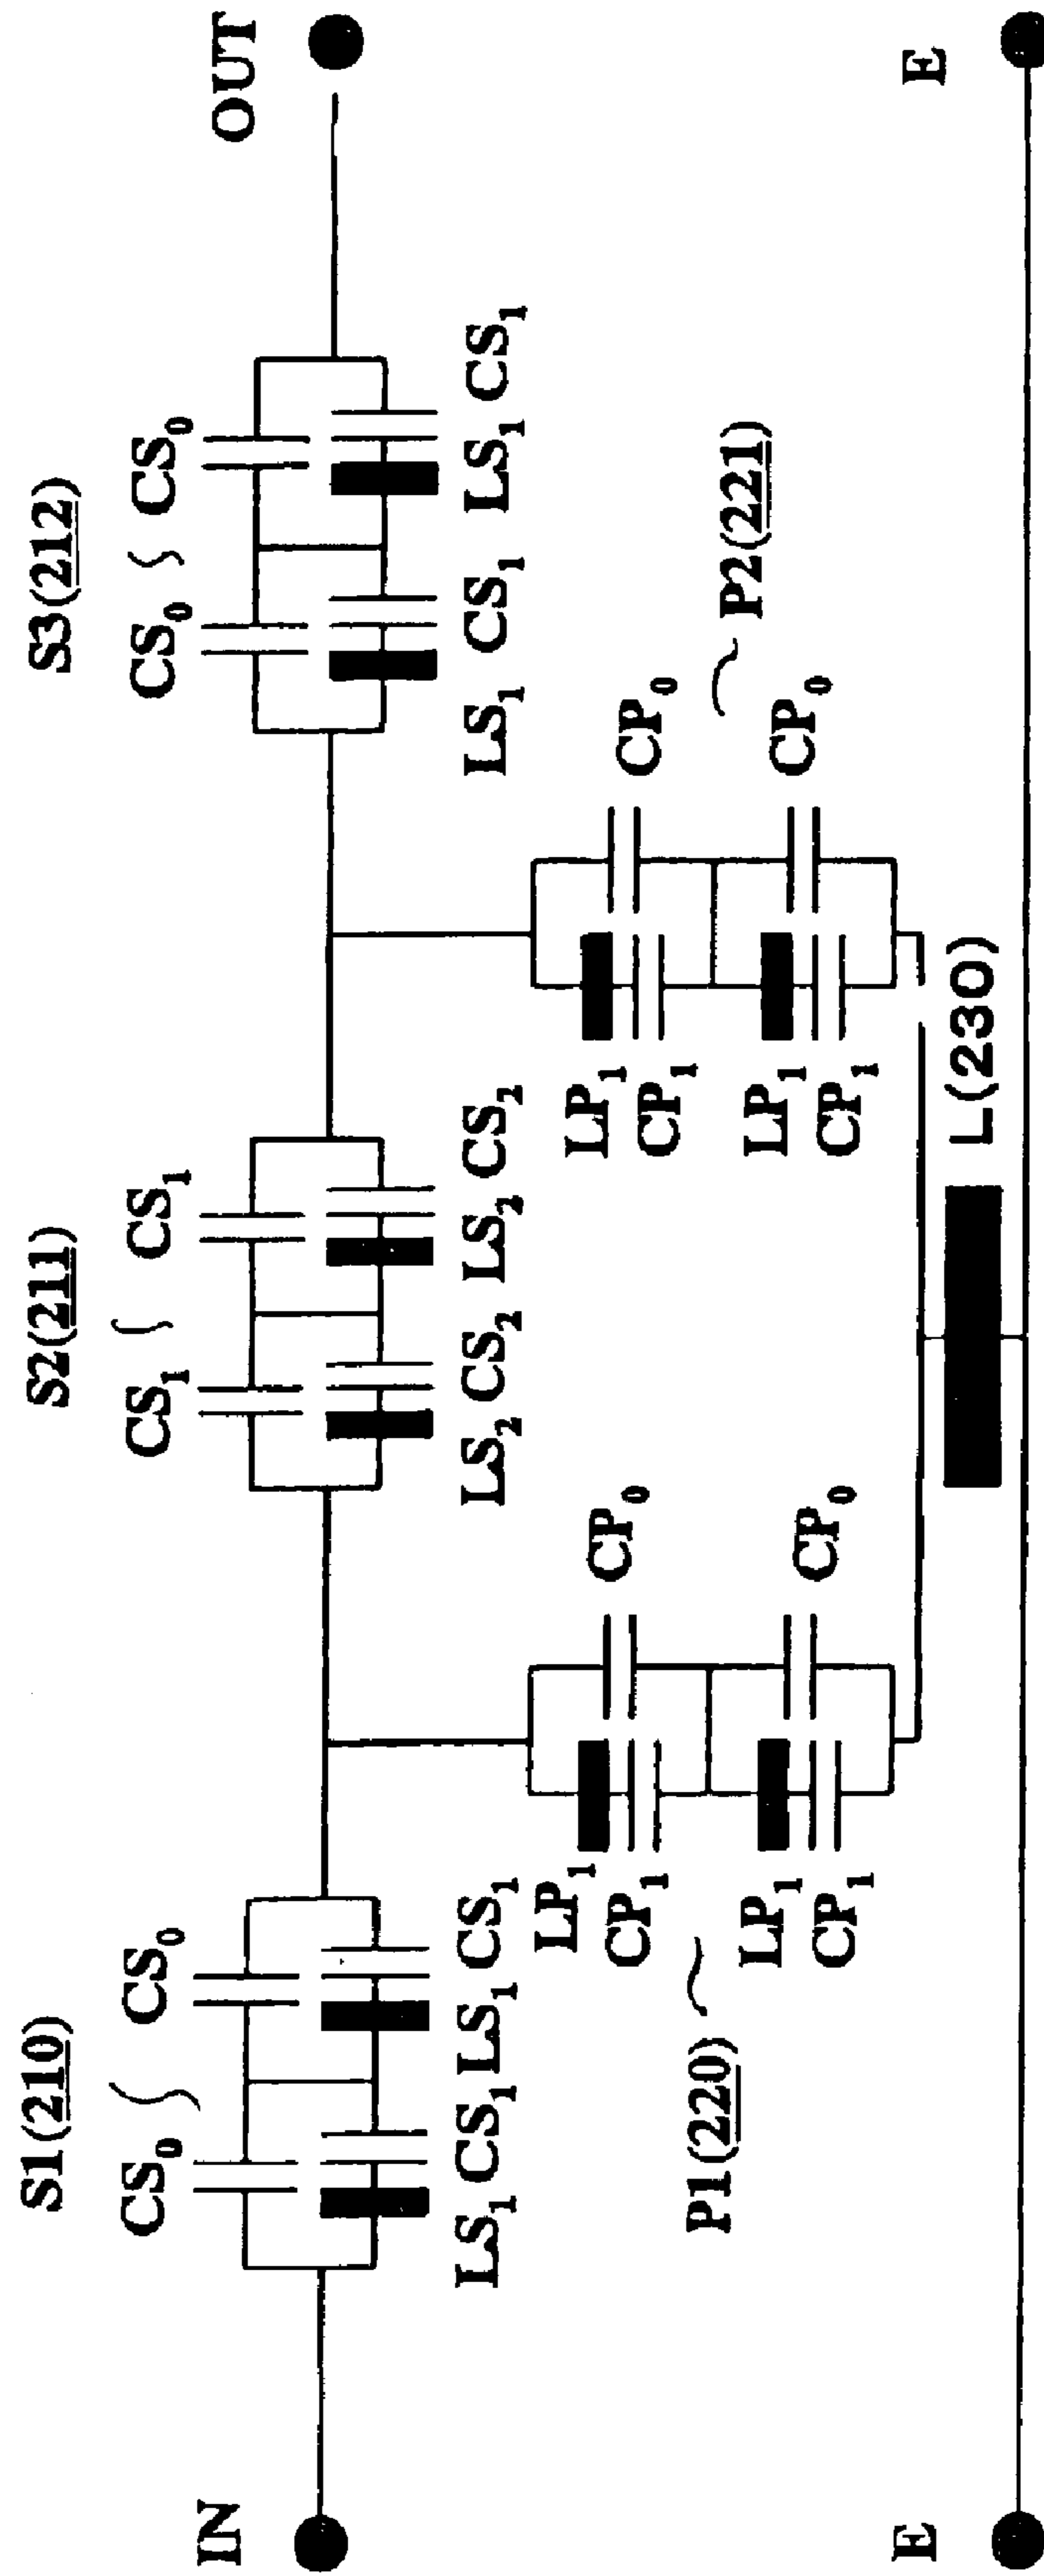 S1(210)
S2(211)
S3(212)
CS₀ CS₀
CS₁ CS₁
CS₀ CS₀
IN
OUT
LS₁ CS₁ LS₁ CS₁
LS₂ CS₂ LS₂ CS₂
LS₁ CS₁ LS₁ CS₁
LP₁
CP₁
CP₀
LP₁
CP₁
CP₀
P1(220)
LP₁
CP₁
CP₀
LP₁
CP₁
CP₀
P2(221)
L(230)
E
E